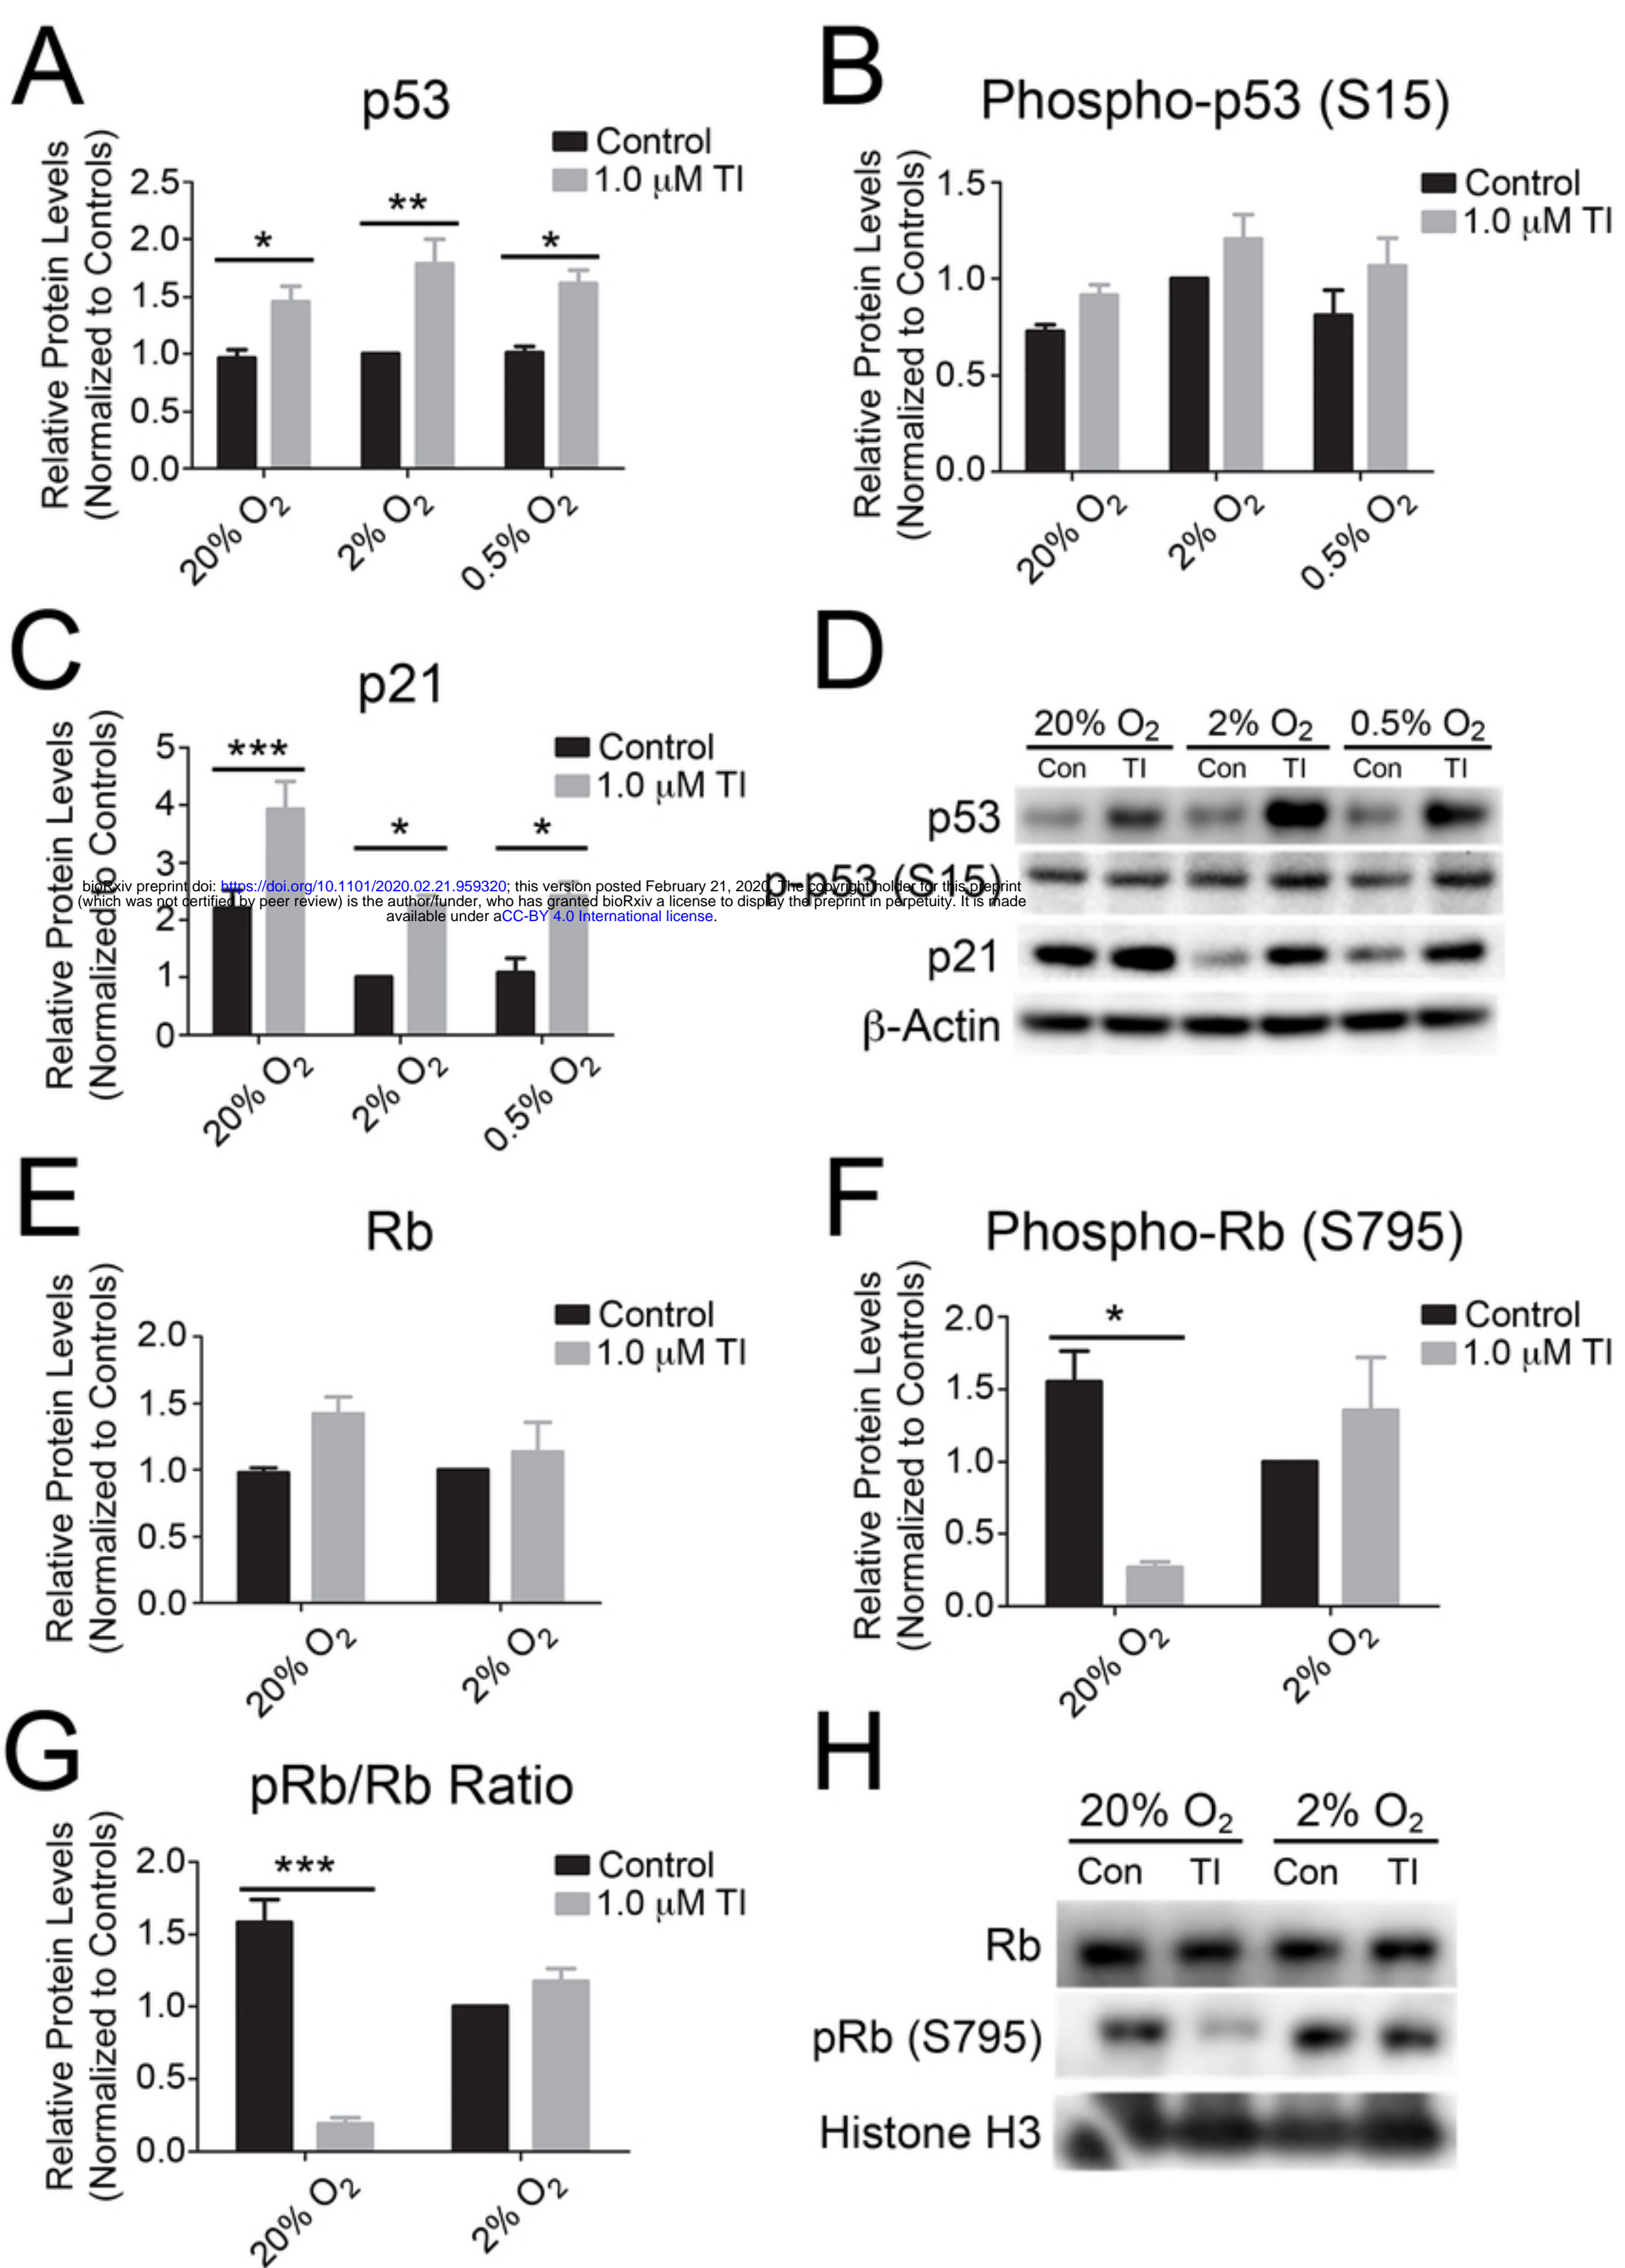 A
p53
Relative Protein Levels
(Normalized to Controls)
Control
1.0 μM TI
2.5
2.0
1.5
1.0
0.5
0.0
*
**
*
20% O2
2% O2
0.5% O2
B
Phospho-p53 (S15)
Relative Protein Levels
(Normalized to Controls)
Control
1.0 μM TI
1.5
1.0
0.5
0.0
20% O2
2% O2
0.5% O2
C
p21
Relative Protein Levels
(Normalized to Controls)
Control
1.0 μM TI
5
4
3
2
1
0
***
*
*
20% O2
2% O2
0.5% O2
bioRxiv preprint doi: https://doi.org/10.1101/2020.02.21.959320; this version posted February 21, 2020. The copyright holder for this preprint
(which was not certified by peer review) is the author/funder, who has granted bioRxiv a license to display the preprint in perpetuity. It is made
available under aCC-BY 4.0 International license.
D
20% O2 2% O2 0.5% O2
Con TI Con TI Con TI
p53
p-p53 (S15)
p21
β-Actin
E
Rb
Relative Protein Levels
(Normalized to Controls)
Control
1.0 μM TI
2.0
1.5
1.0
0.5
0.0
20% O2
2% O2
F
Phospho-Rb (S795)
Relative Protein Levels
(Normalized to Controls)
Control
1.0 μM TI
2.0
1.5
1.0
0.5
0.0
*
20% O2
2% O2
G
pRb/Rb Ratio
Relative Protein Levels
(Normalized to Controls)
Control
1.0 μM TI
2.0
1.5
1.0
0.5
0.0
***
20% O2
2% O2
H
20% O2 2% O2
Con TI Con TI
Rb
pRb (S795)
Histone H3